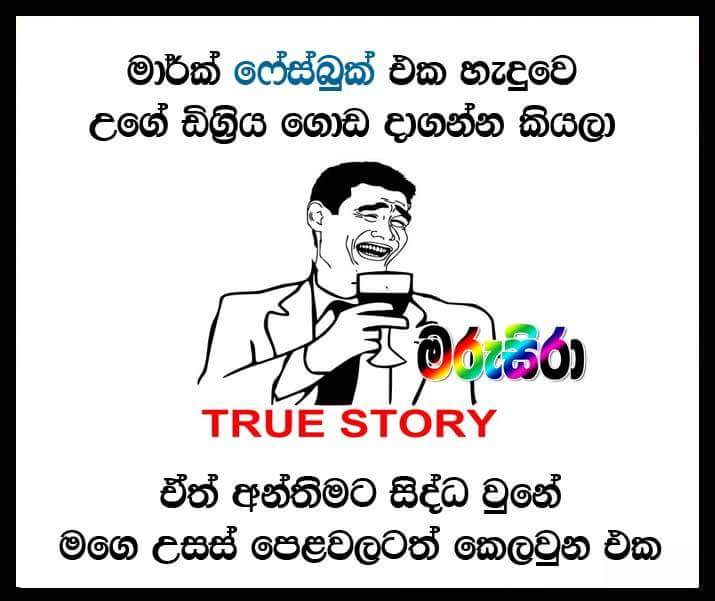 මාර්ක් ෆේස්බුක් එක හැදුවෙ
උගේ ඩිග්‍රිය ගොඩ දාගන්න කියලා
මරුසිරා
TRUE STORY
ඒත් අන්තිමට සිද්ධ වුනේ
මගෙ උසස් පෙළවලටත් කෙලවුන එක